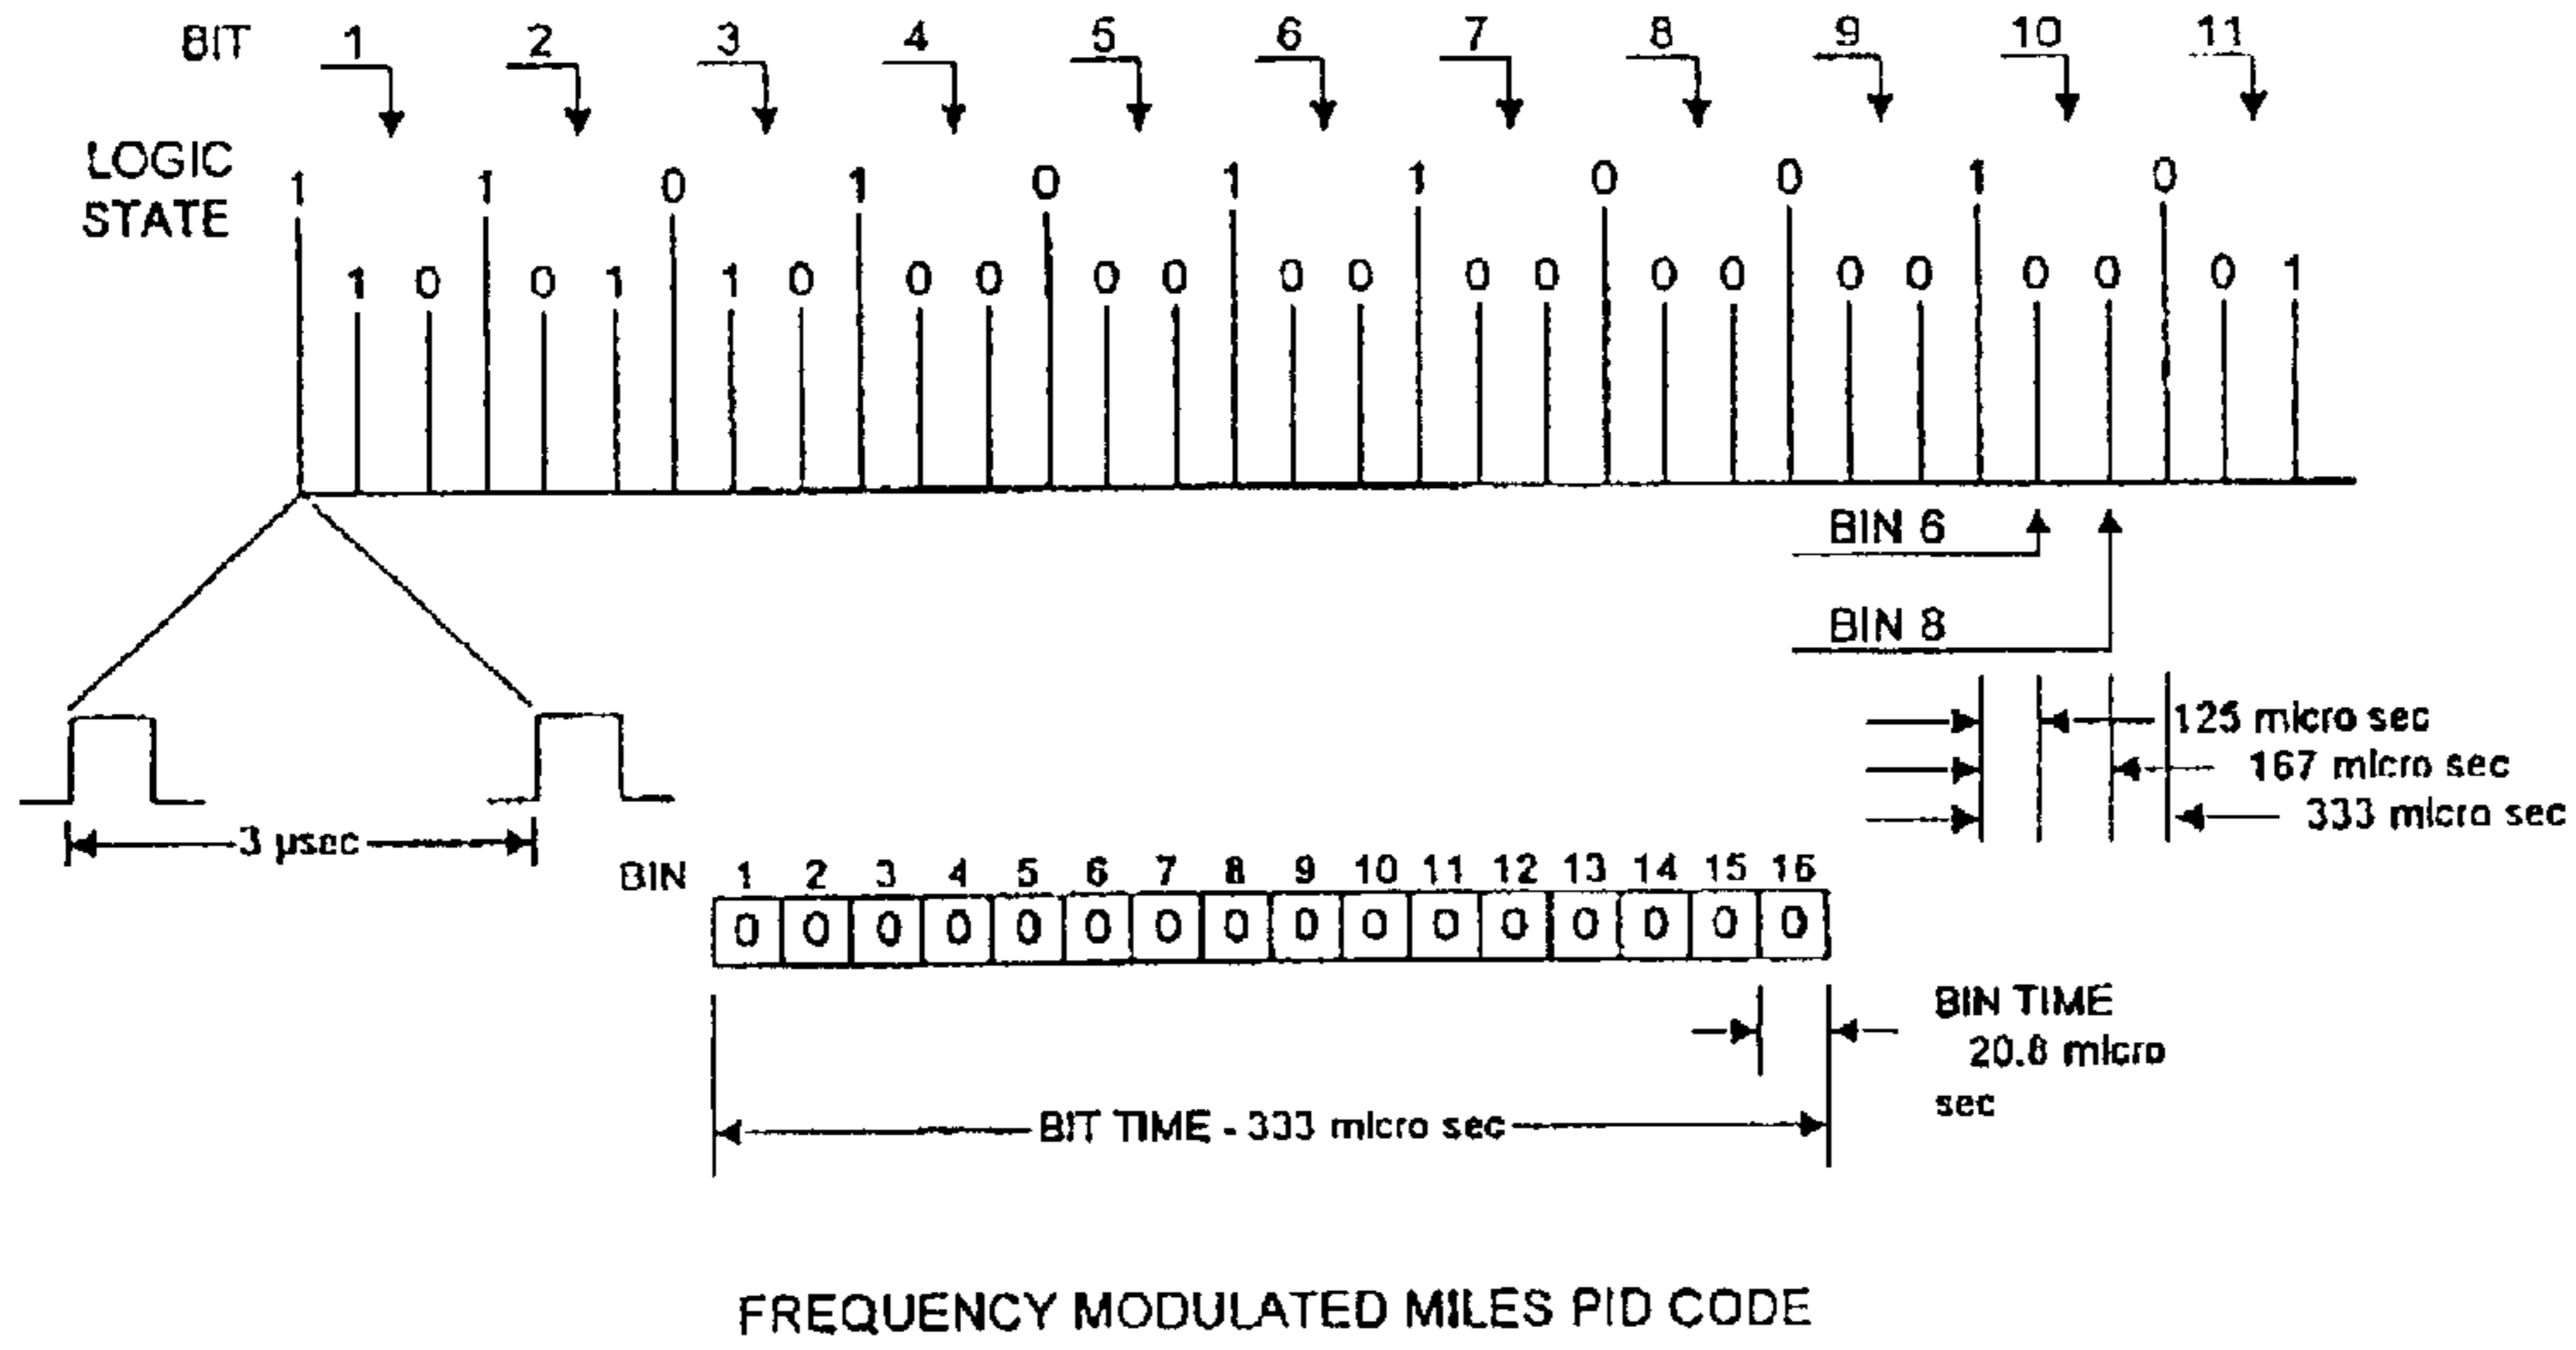 BIT 1 2 3 4 5 6 7 8 9 10 11
LOGIC
STATE
1 1 0 1 0 1 1 0 0 1 0
1 0 0 1 1 0 0 0 0 0 0 0 0 0 0 0 0 0 0 0 0 1
BIN 6
BIN 8
125 micro sec
167 micro sec
333 micro sec
3 µsec
BIN 1 2 3 4 5 6 7 8 9 10 11 12 13 14 15 16
0 0 0 0 0 0 0 0 0 0 0 0 0 0 0 0
BIN TIME
20.8 micro
sec
BIT TIME - 333 micro sec
FREQUENCY MODULATED MILES PID CODE